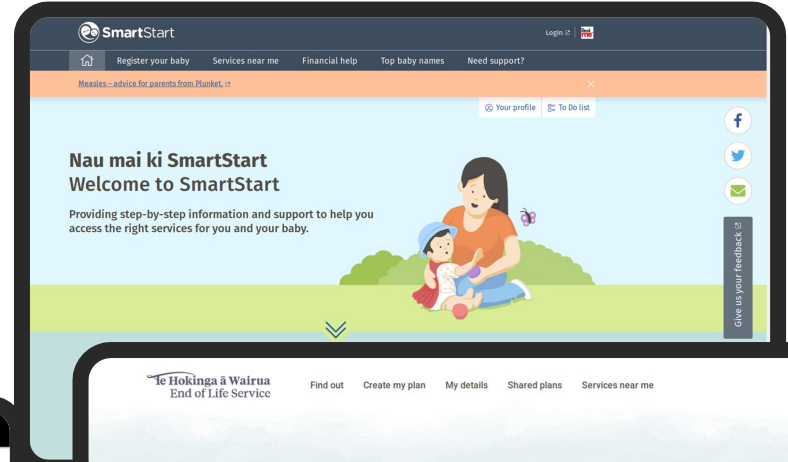 SmartStart
Login
real me
Register your baby
Services near me
Financial help
Top baby names
Need support?
Measles – advice for parents from Plunket.
Your profile
To Do list
Nau mai ki SmartStart
Welcome to SmartStart
Providing step-by-step information and support to help you
access the right services for you and your baby.
Give us your feedback
Te Hokinga ā Wairua
End of Life Service
Find out
Create my plan
My details
Shared plans
Services near me